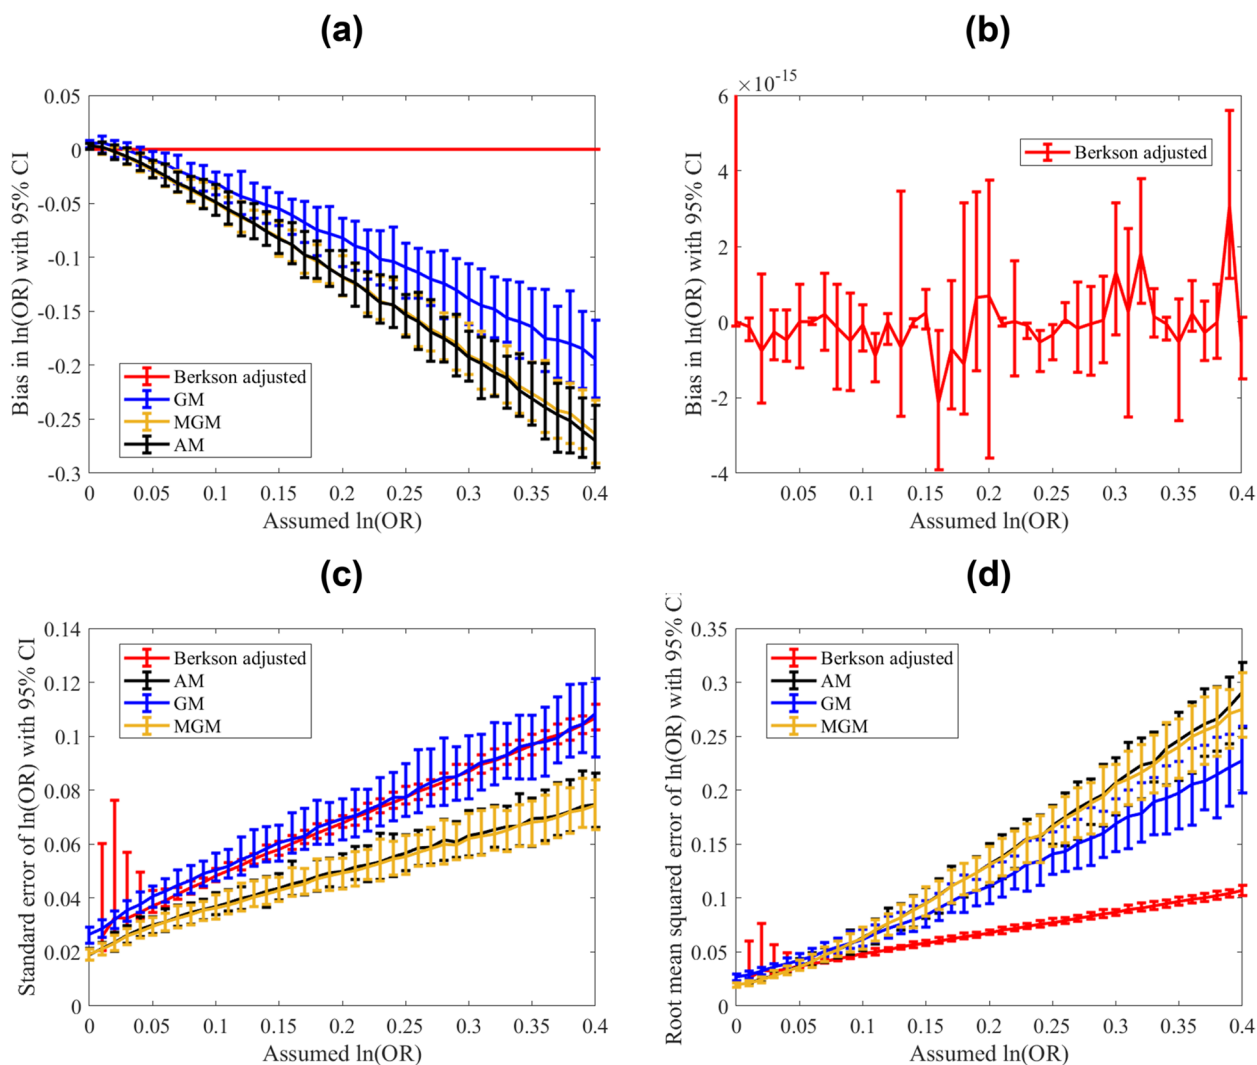 (a)
0.05
0
-0.05
-0.1
-0.15
-0.2
-0.25
-0.3
0 0.05 0.1 0.15 0.2 0.25 0.3 0.35 0.4
Bias in ln(OR) with 95% CI
Assumed ln(OR)
Berkson adjusted
GM
MGM
AM
(b)
×10-15
6
4
2
0
-2
-4
0.05 0.1 0.15 0.2 0.25 0.3 0.35 0.4
Bias in ln(OR) with 95% CI
Assumed ln(OR)
Berkson adjusted
(c)
0.14
0.12
0.1
0.08
0.06
0.04
0.02
0
0 0.05 0.1 0.15 0.2 0.25 0.3 0.35 0.4
Standard error of ln(OR) with 95% CI
Assumed ln(OR)
Berkson adjusted
AM
GM
MGM
(d)
0.35
0.3
0.25
0.2
0.15
0.1
0.05
0
0 0.05 0.1 0.15 0.2 0.25 0.3 0.35 0.4
Root mean squared error of ln(OR) with 95% CI
Assumed ln(OR)
Berkson adjusted
AM
GM
MGM